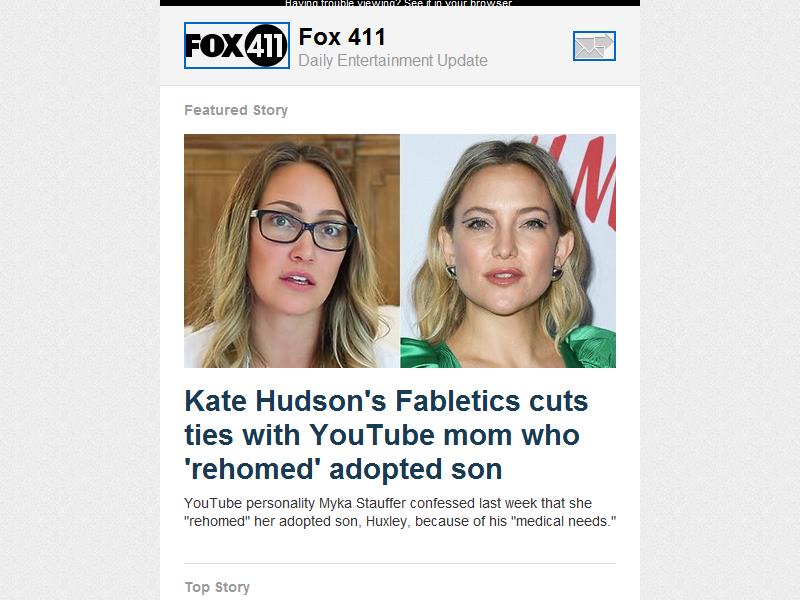 Having trouble viewing? See it in your browser
FOX 411
Fox 411
Daily Entertainment Update
Featured Story
M
Kate Hudson's Fabletics cuts
ties with YouTube mom who
'rehomed' adopted son
YouTube personality Myka Stauffer confessed last week that she
"rehomed" her adopted son, Huxley, because of his "medical needs."
Top Story